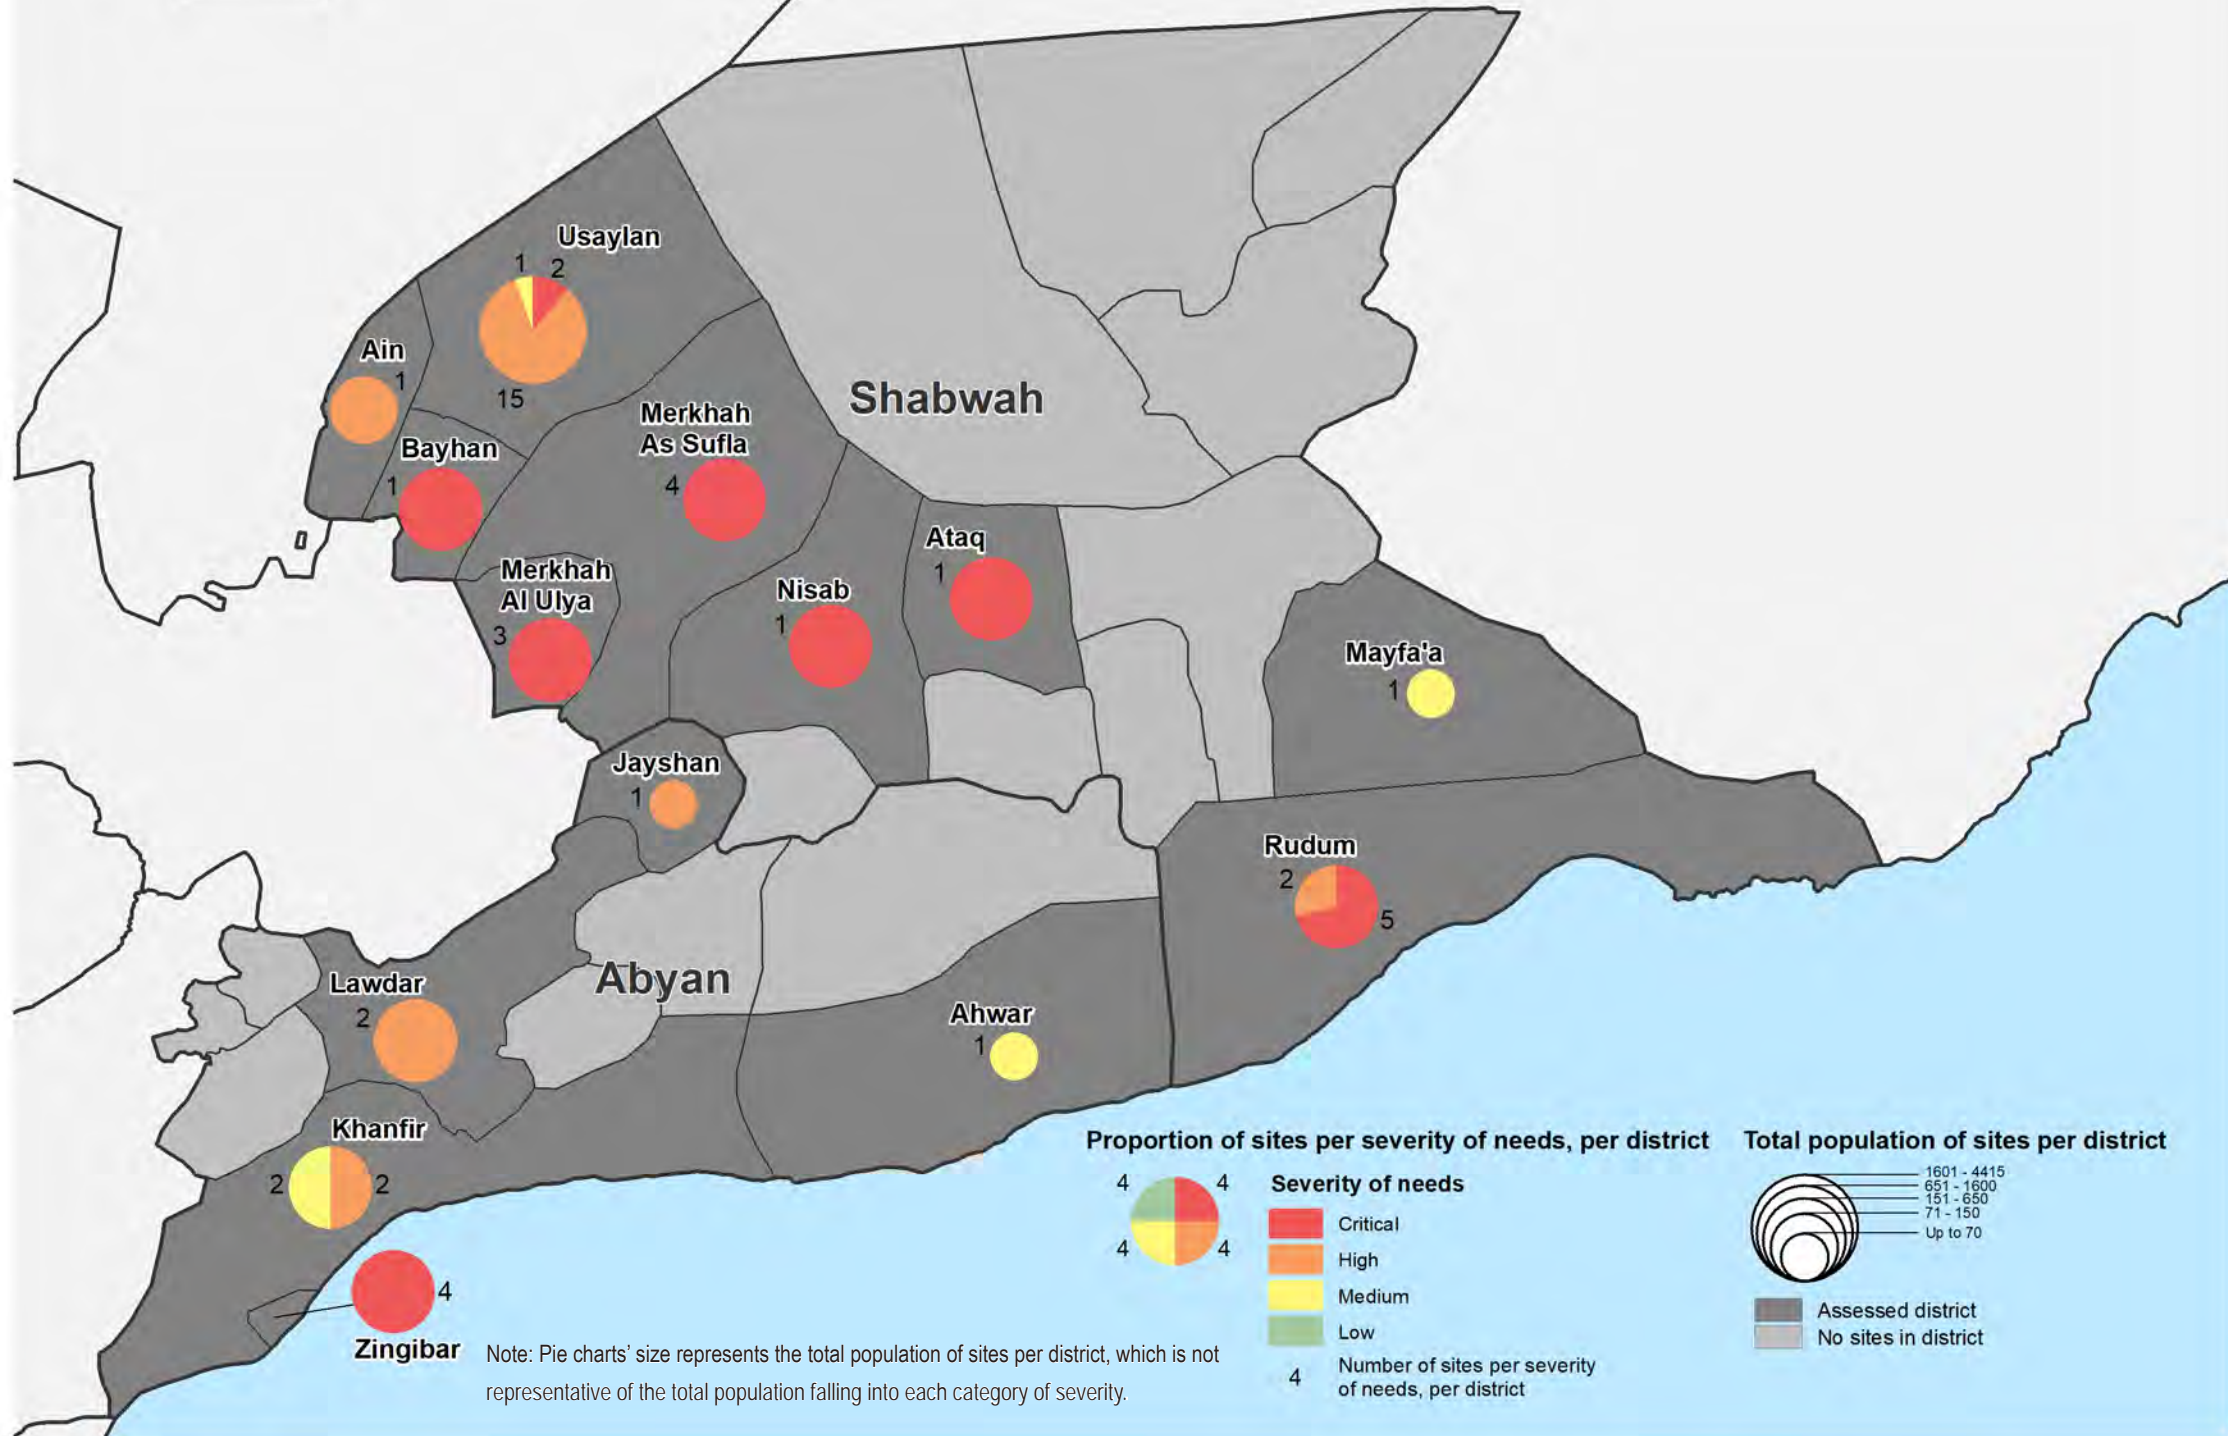 Usaylan
1
2
15
Ain
1
Shabwah
Merkhah
As Sufla
4
Bayhan
1
Ataq
1
Merkhah
Al Ulya
3
Nisab
1
Mayfa'a
1
Jayshan
1
Rudum
2
5
Abyan
Lawdar
2
Ahwar
1
Khanfir
2
2
4
Zingibar
Note: Pie charts' size represents the total population of sites per district, which is not
representative of the total population falling into each category of severity.
Proportion of sites per severity of needs, per district
4
4
4
4
Severity of needs
Critical
High
Medium
Low
4
Number of sites per severity
of needs, per district
Total population of sites per district
1601 - 4415
651 - 1600
151 - 650
71 - 150
Up to 70
Assessed district
No sites in district